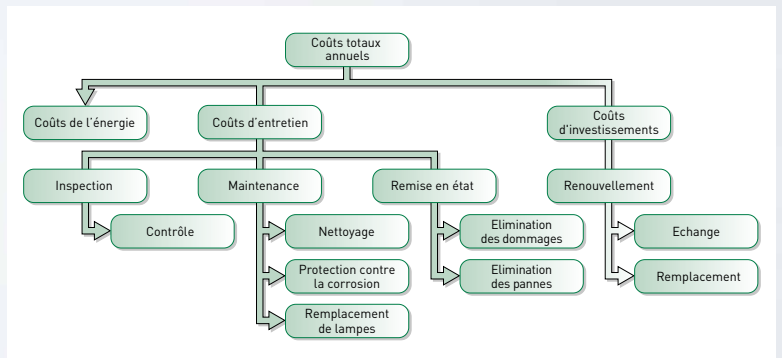 Coûts totaux
annuels
Coûts de l'énergie
Coûts d'entretien
Coûts
d'investissements
Inspection
Maintenance
Remise en état
Renouvellement
Contrôle
Nettoyage
Elimination
des dommages
Echange
Protection contre
la corrosion
Elimination
des pannes
Remplacement
Remplacement
de lampes